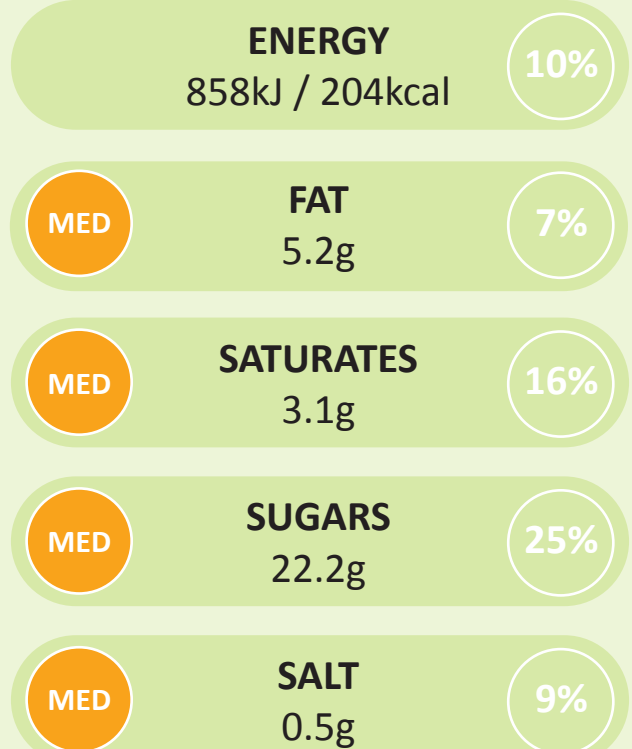 ENERGY
858kJ / 204kcal
10%
MED
FAT
5.2g
7%
MED
SATURATES
3.1g
16%
MED
SUGARS
22.2g
25%
MED
SALT
0.5g
9%